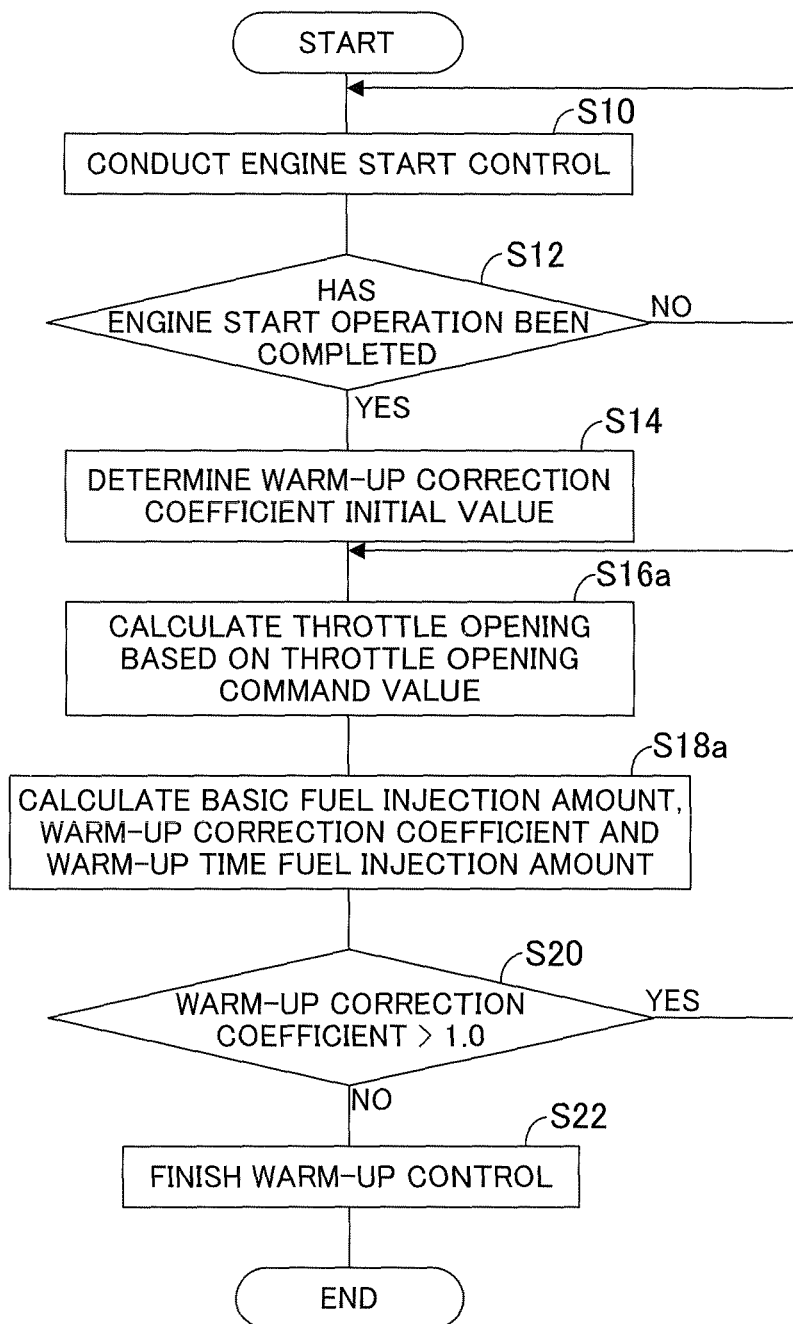 START
S10
CONDUCT ENGINE START CONTROL
S12
HAS
ENGINE START OPERATION BEEN
COMPLETED
NO
YES
S14
DETERMINE WARM-UP CORRECTION
COEFFICIENT INITIAL VALUE
S16a
CALCULATE THROTTLE OPENING
BASED ON THROTTLE OPENING
COMMAND VALUE
S18a
CALCULATE BASIC FUEL INJECTION AMOUNT,
WARM-UP CORRECTION COEFFICIENT AND
WARM-UP TIME FUEL INJECTION AMOUNT
S20
WARM-UP CORRECTION
COEFFICIENT > 1.0
YES
NO
S22
FINISH WARM-UP CONTROL
END